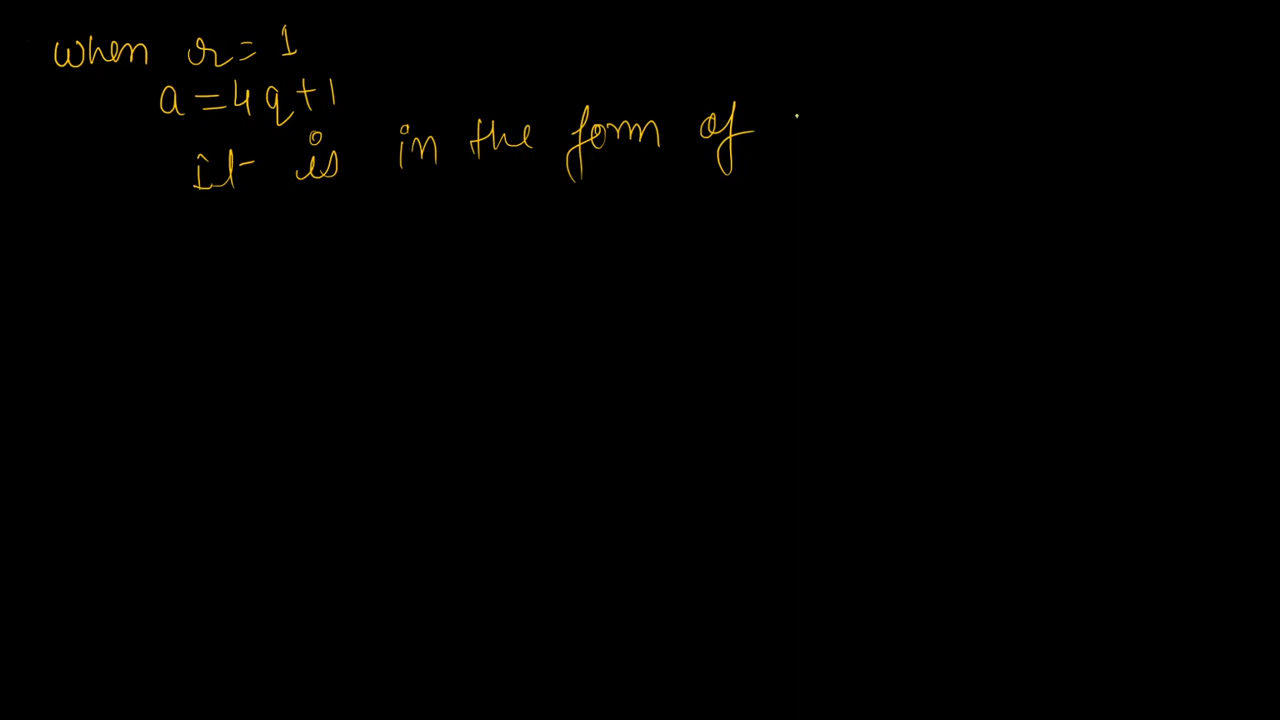 when r = 1
a = 4q + 1
it is in the form of